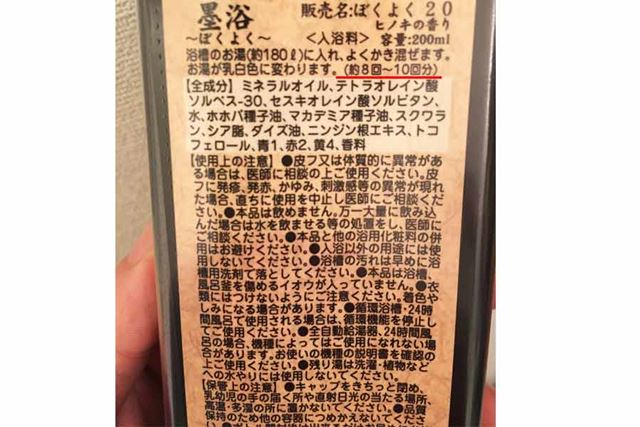 墨浴
販売名:ぼくよく20
ヒノキの香り
〜ぼくよく〜 <入浴料> 容量:200ml
浴槽のお湯(約180ℓ)に入れ、よくかき混ぜます。
お湯が乳白色に変わります。(約8回〜10回分)
【全成分】ミネラルオイル、テトラオレイン酸
ソルベス-30、セスキオレイン酸ソルビタン、
水、ホホバ種子油、マカデミア種子油、スクワラ
ン、シア脂、ダイズ油、ニンジン根エキス、トコ
フェロール、青1、赤2、黄4、香料
【使用上の注意】●皮フ又は体質的に異常があ
る場合は、医師に相談の上ご使用ください。皮
フに発疹、発赤、かゆみ、刺激感等の異常が現れ
た場合、直ちに使用を中止し医師にご相談くだ
さい。●本品は飲めません。万一大量に飲み込
んだ場合は水を飲ませる等の処置をし、医師に
ご相談ください。●本品と他の浴用化粧料の併
用はお避けください。●入浴以外の用途には使
用しないでください。●浴槽の汚れは早めに浴
槽用洗剤で落としてください。●本品は浴槽、
風呂釜を傷めるイオウが入っていません。●衣
類にはつけないようにご注意ください。着色や
しみになる場合があります。●循環浴槽・24時
間風呂で使用される場合は、循環機能を停止し
てご使用ください。●全自動給湯器、24時間風
呂の場合、機種によってはご使用になれない場
合があります。お使いの機種の説明書を確認の
上ご使用ください。●残り湯は洗濯・植物など
への水やりには使用しないでください。
【保管上の注意】●キャップをきちっと閉め、
乳幼児の手の届く所や直射日光の当たる場所、
高温・多湿の所に置かないでください。●品質
保持のため他の容器につめかえないでください。